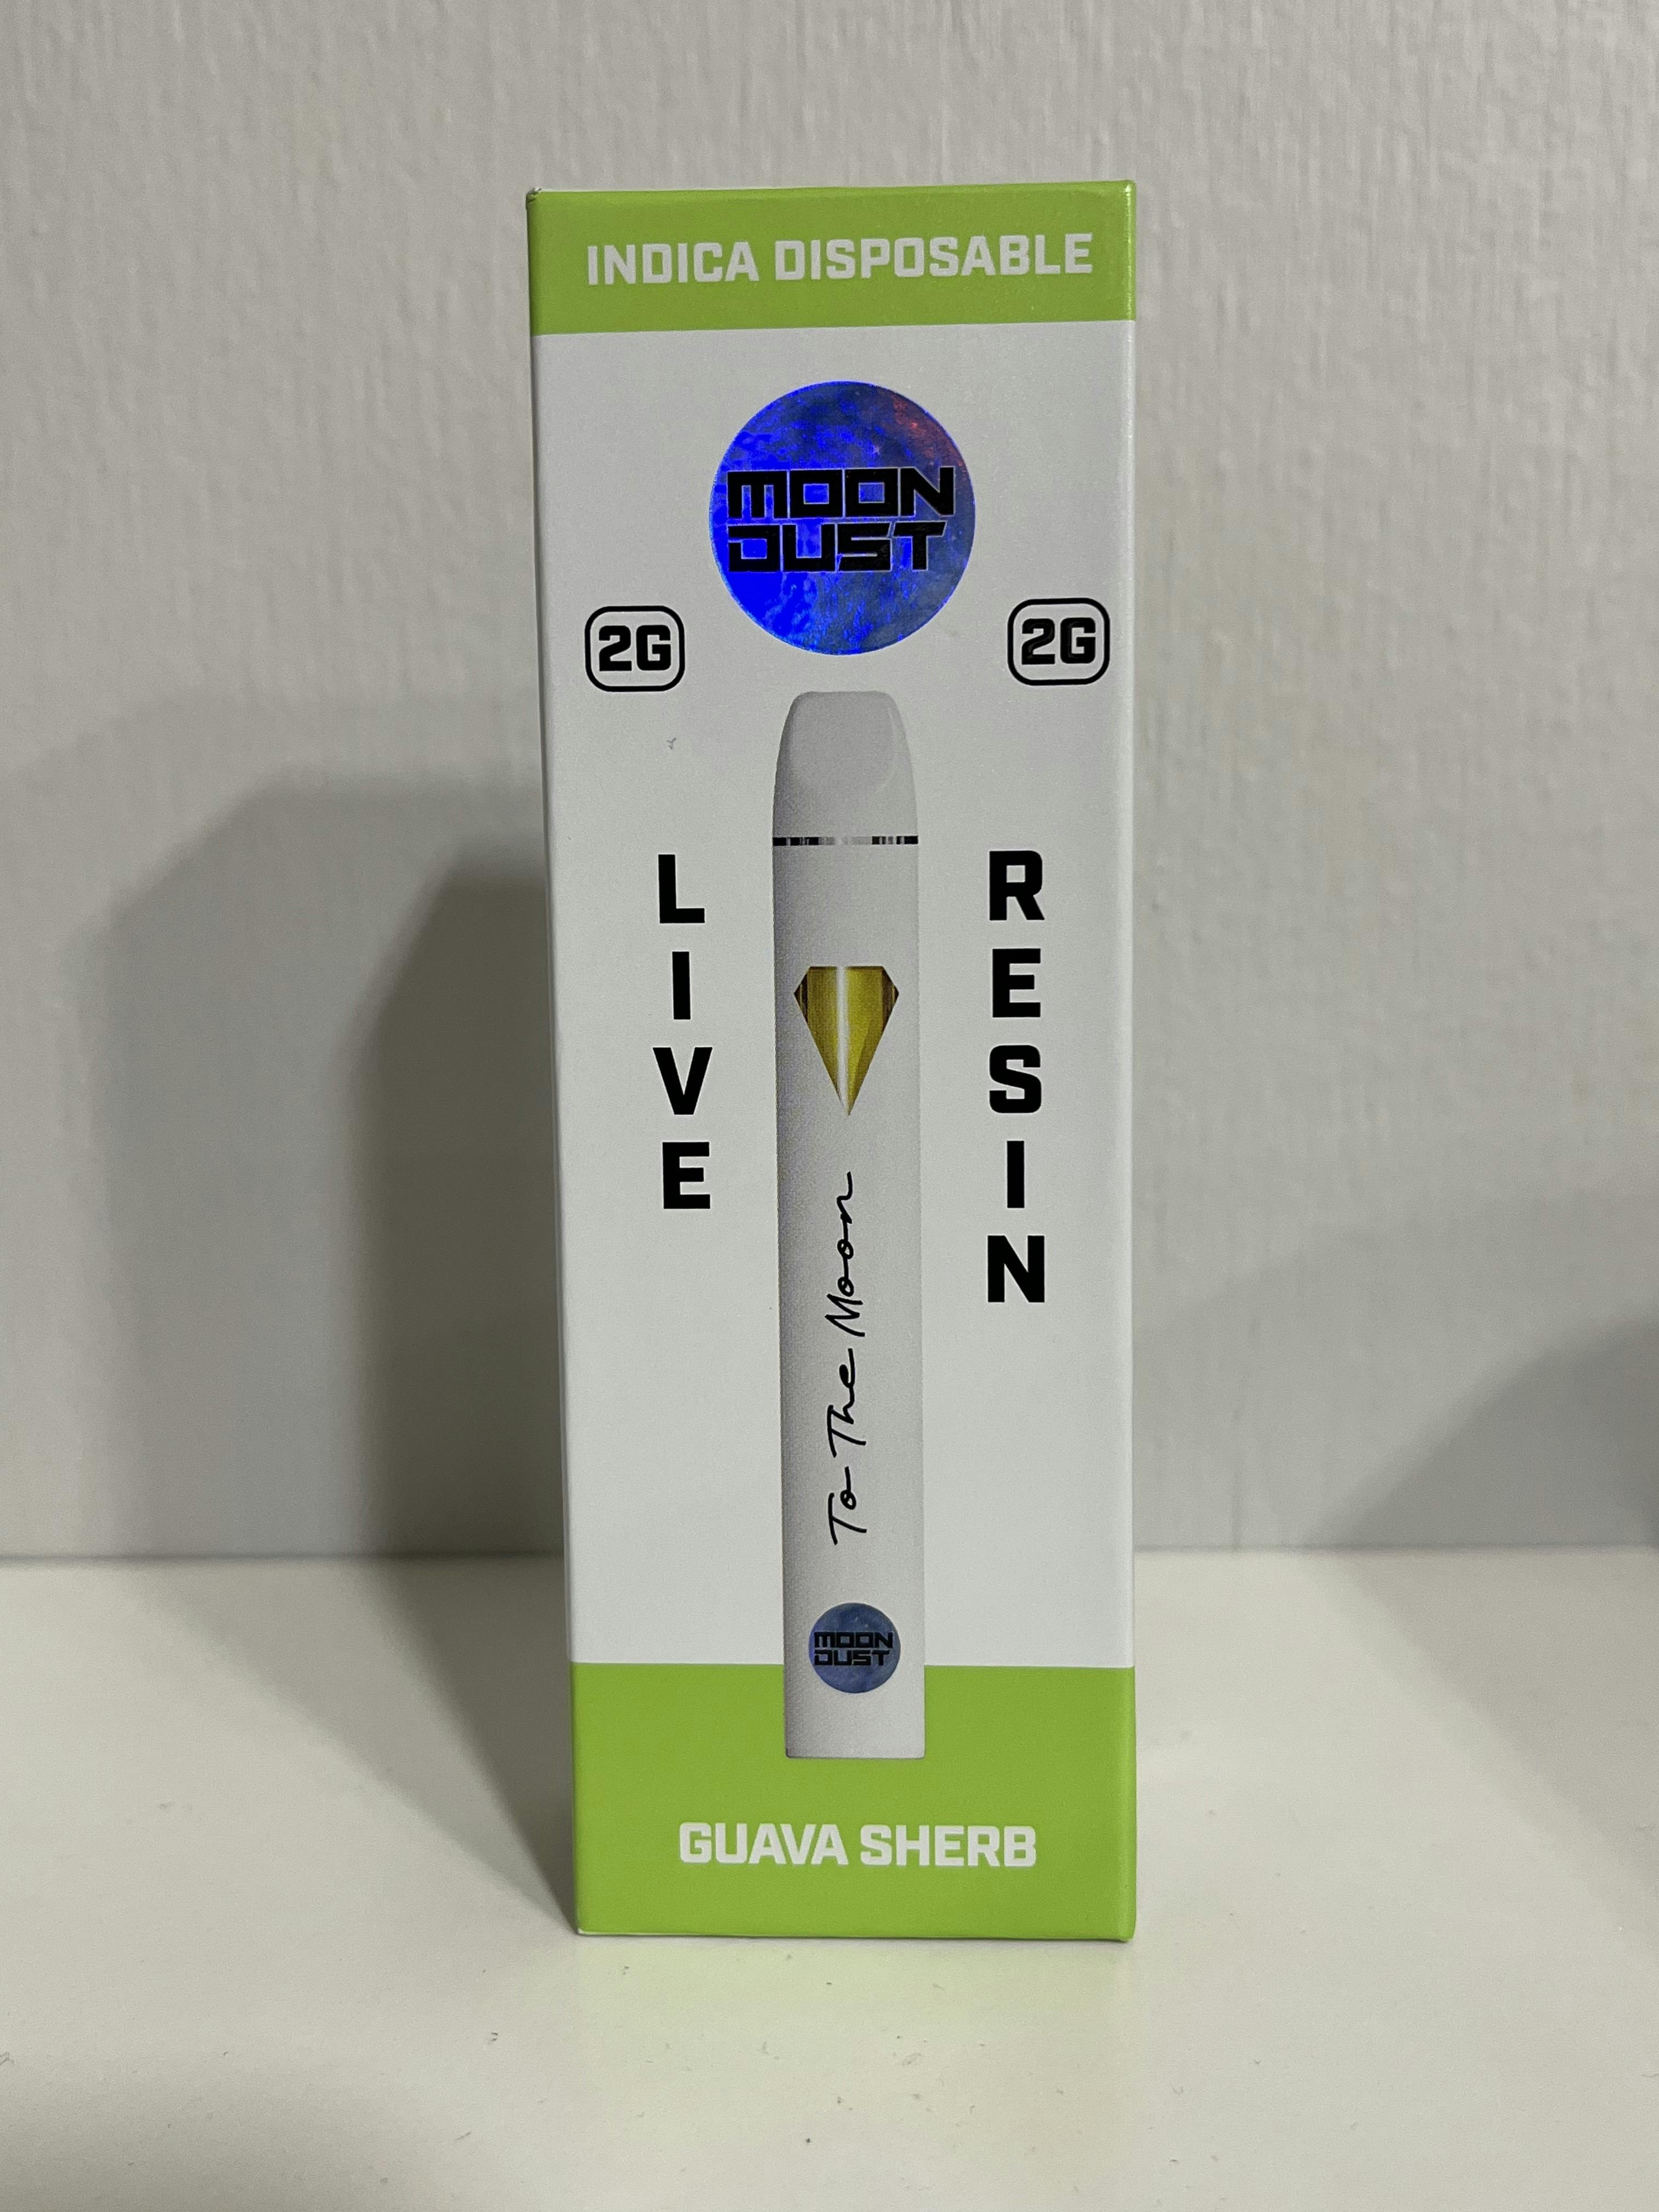 INDICA DISPOSABLE
MOON
DUST
2G
2G
LIVE
RESIN
To The Moon
MOON
DUST
GUAVA SHERB